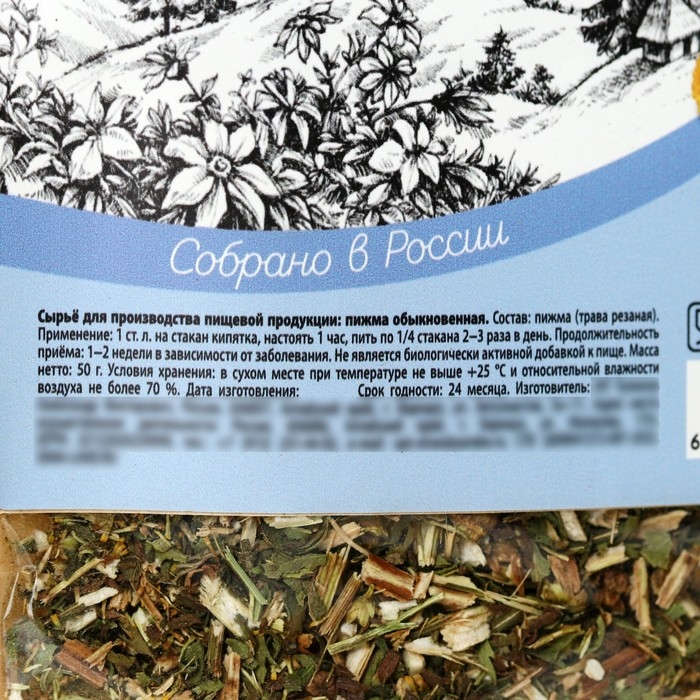 Собрано в России
Сырьё для производства пищевой продукции: пижма обыкновенная. Состав: пижма (трава резаная).
Применение: 1 ст. л. на стакан кипятка, настоять 1 час, пить по 1/4 стакана 2–3 раза в день. Продолжительность
приёма: 1–2 недели в зависимости от заболевания. Не является биологически активной добавкой к пище. Масса
нетто: 50 г. Условия хранения: в сухом месте при температуре не выше +25 °С и относительной влажности
воздуха не более 70 %. Дата изготовления: Срок годности: 24 месяца. Изготовитель:
6